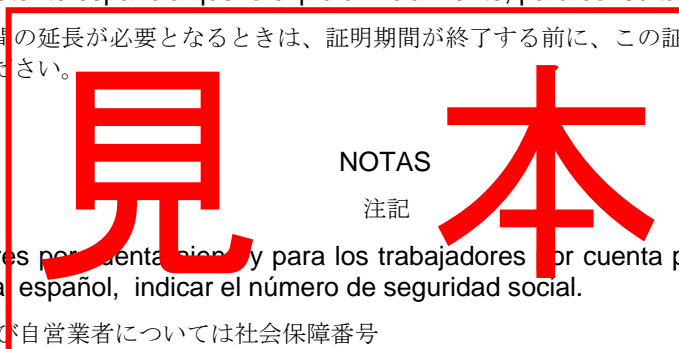 の延長が必要となるときは、証明期間が終了する前に、この証
ださい。
見本
NOTAS
注記
res por cuenta ajena y para los trabajadores por cuenta p
español, indicar el número de seguridad social.
び自営業者については社会保障番号